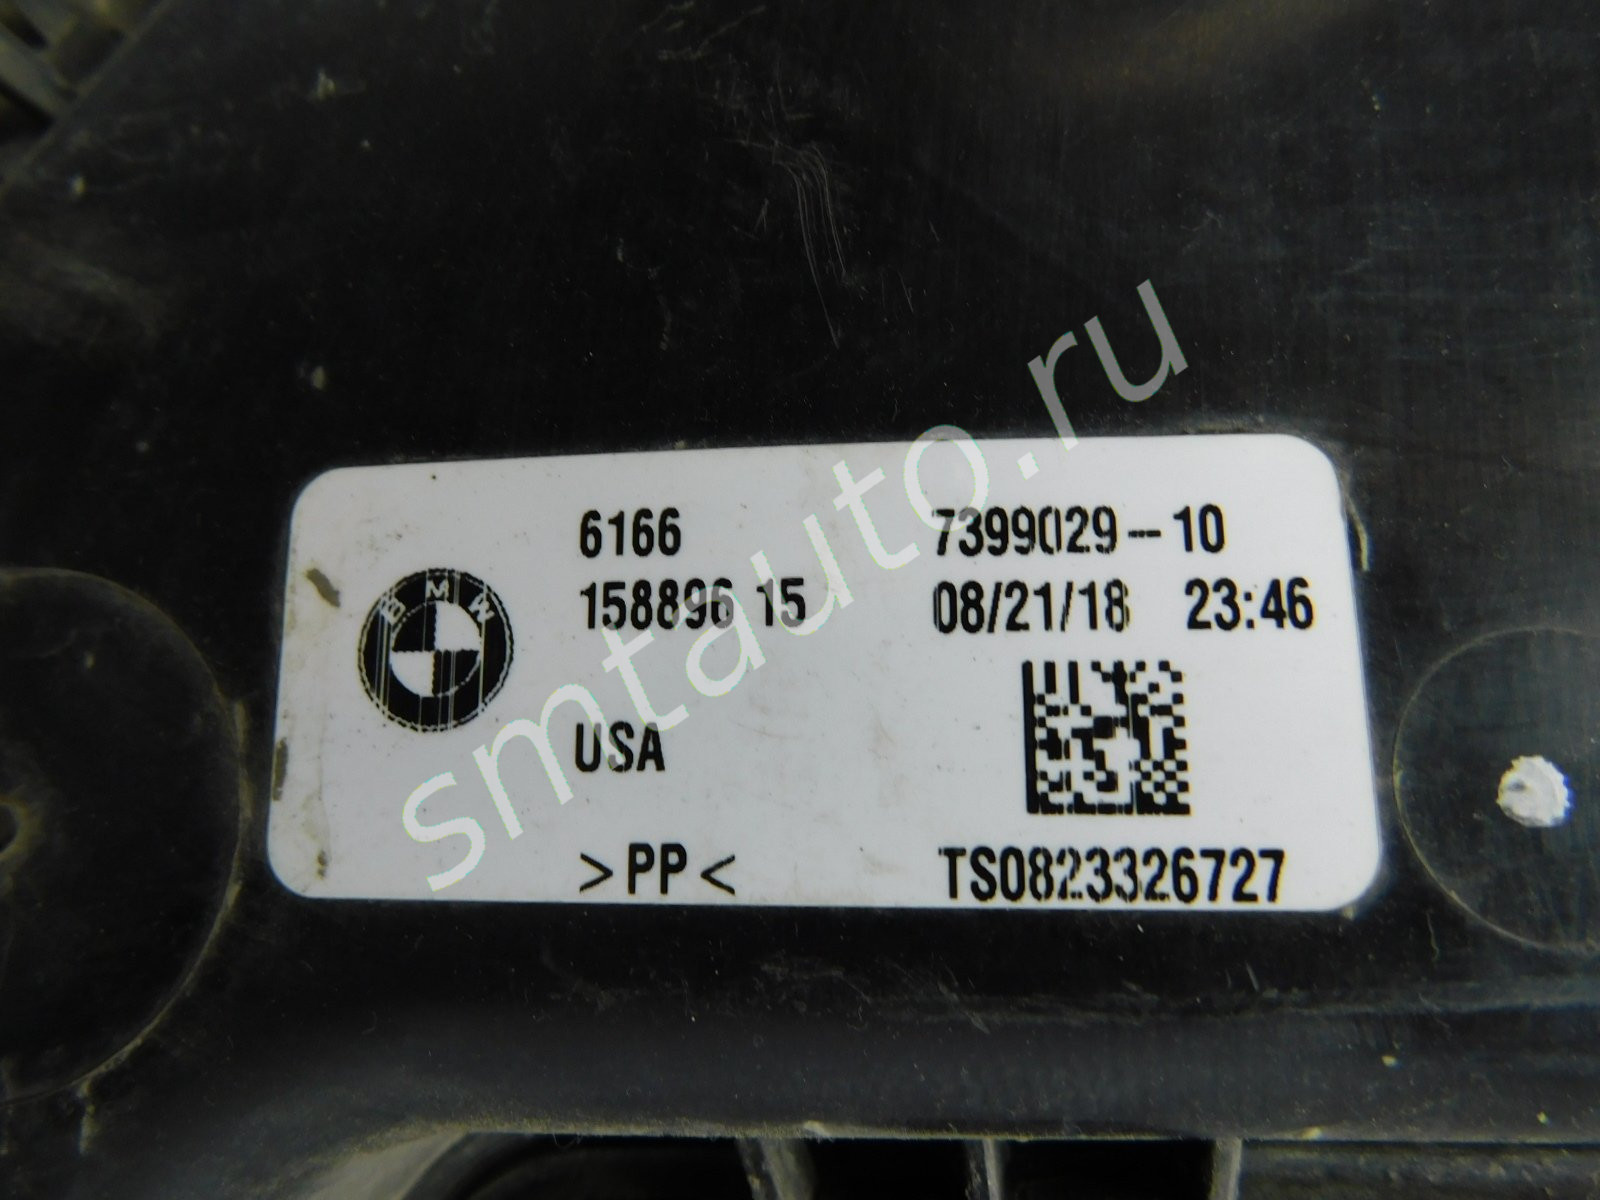 6166 7399029-10
158896 15 08/21/18 23:46
BMW
USA
>PP< TS0823326727
smtauto.ru